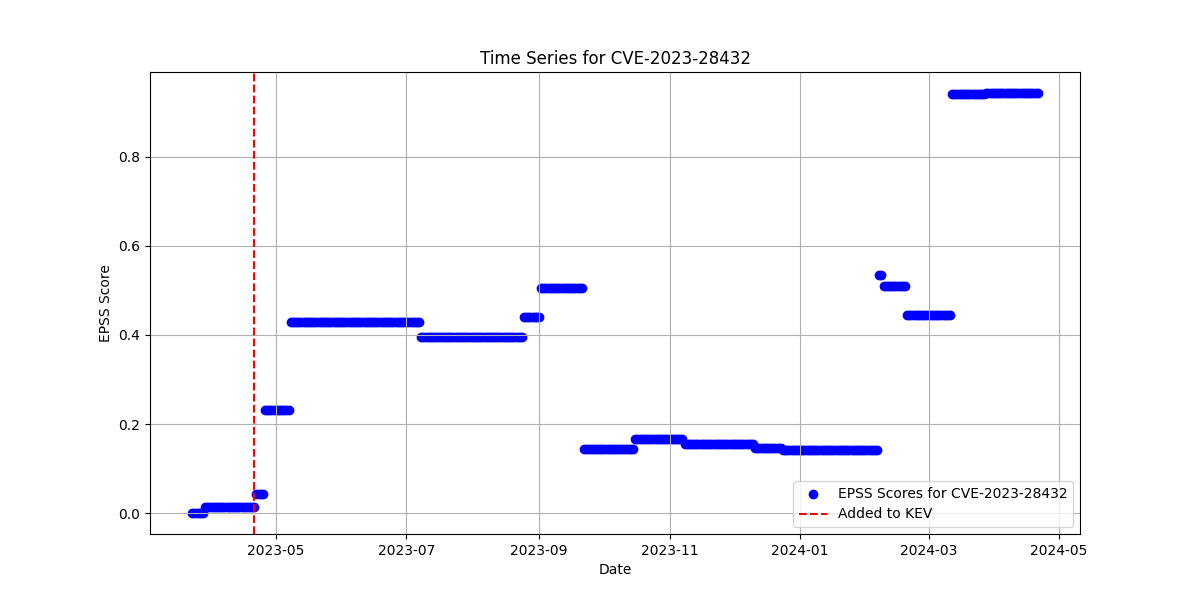 Time Series for CVE-2023-28432
EPSS Score
0.8
0.6
0.4
0.2
0.0
EPSS Scores for CVE-2023-28432
Added to KEV
2023-05 2023-07 2023-09 2023-11 2024-01 2024-03 2024-05
Date